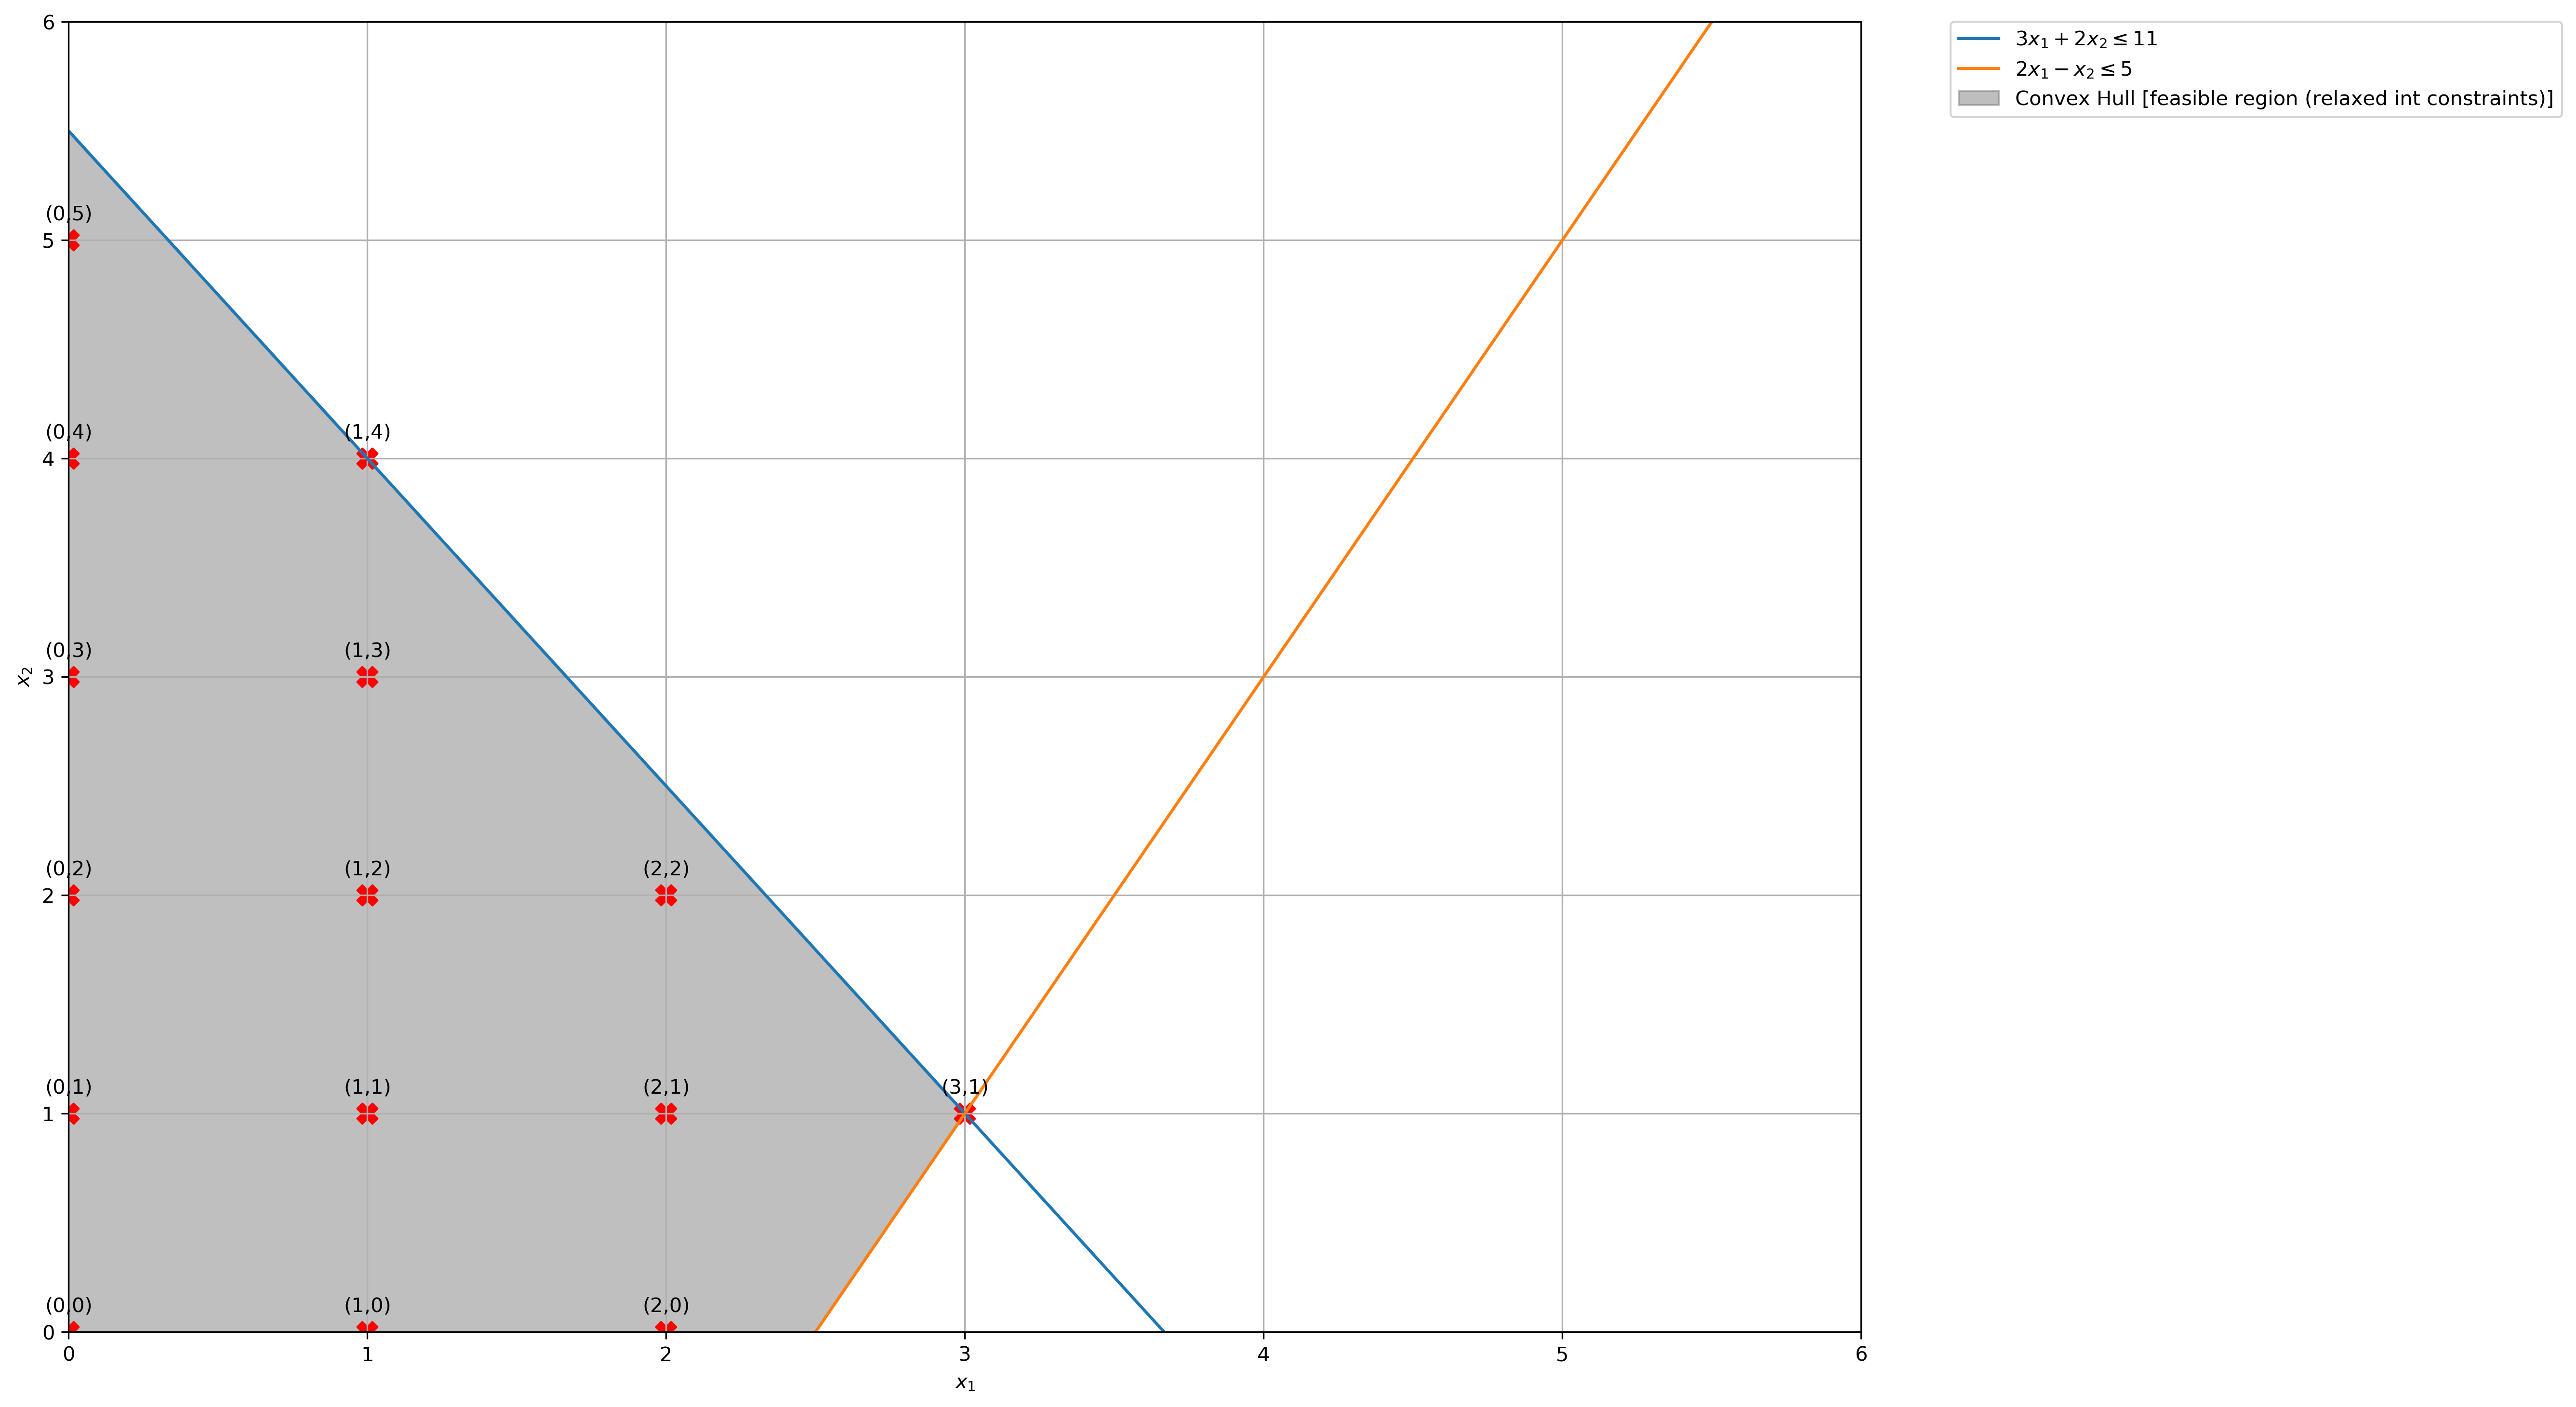 6
3x₁ + 2x₂ ≤ 11
2x₁ − x₂ ≤ 5
Convex Hull [feasible region (relaxed int constraints)]
(0,5)
5
(0,4) (1,4)
4
(0,3) (1,3)
x₂ 3
(0,2) (1,2) (2,2)
2
(0,1) (1,1) (2,1) (3,1)
1
(0,0) (1,0) (2,0)
0
0 1 2 3 4 5 6
x₁